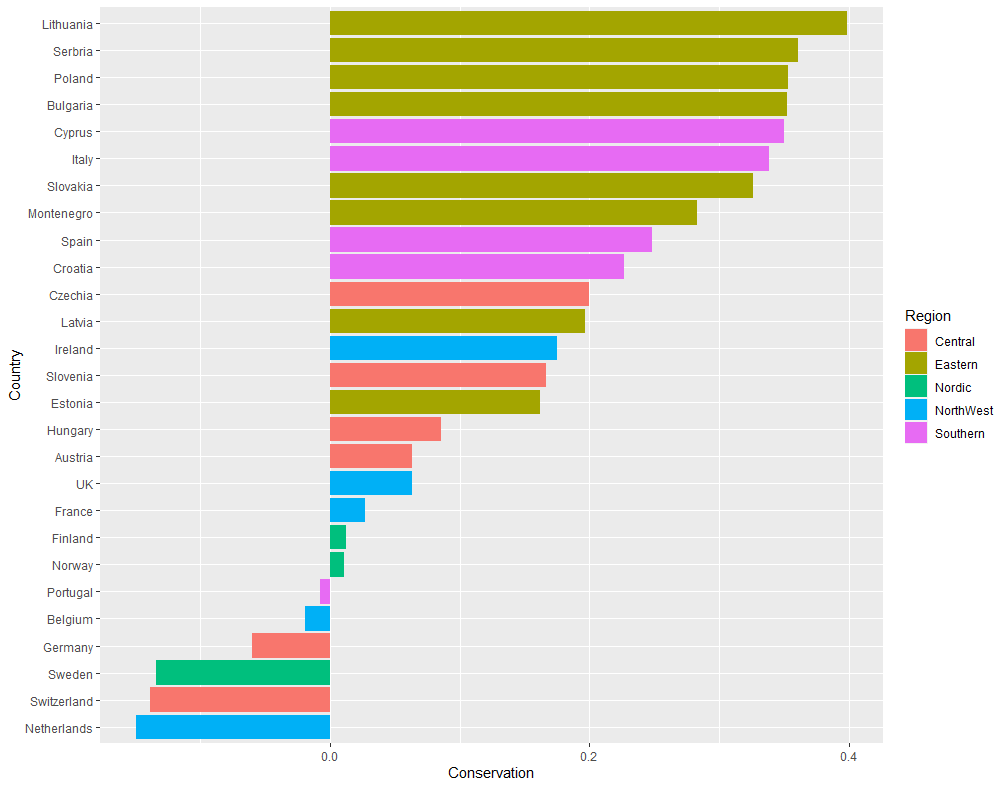 Lithuania
Serbria
Poland
Bulgaria
Cyprus
Italy
Slovakia
Montenegro
Spain
Croatia
Czechia
Latvia
Ireland
Slovenia
Estonia
Hungary
Austria
UK
France
Finland
Norway
Portugal
Belgium
Germany
Sweden
Switzerland
Netherlands
Country
0.0 0.2 0.4
Conservation
Region
Central
Eastern
Nordic
NorthWest
Southern